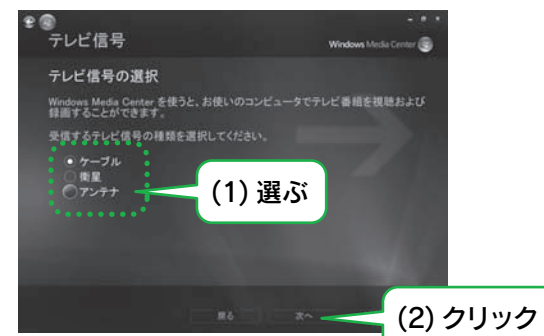 テレビ信号
Windows Media Center
テレビ信号の選択
Windows Media Center を使うと、お使いのコンピュータでテレビ番組を視聴および
録画することができます。
受信するテレビ信号の種類を選択してください。
ケーブル
衛星
アンテナ
(1) 選ぶ
戻る
次へ
(2) クリック